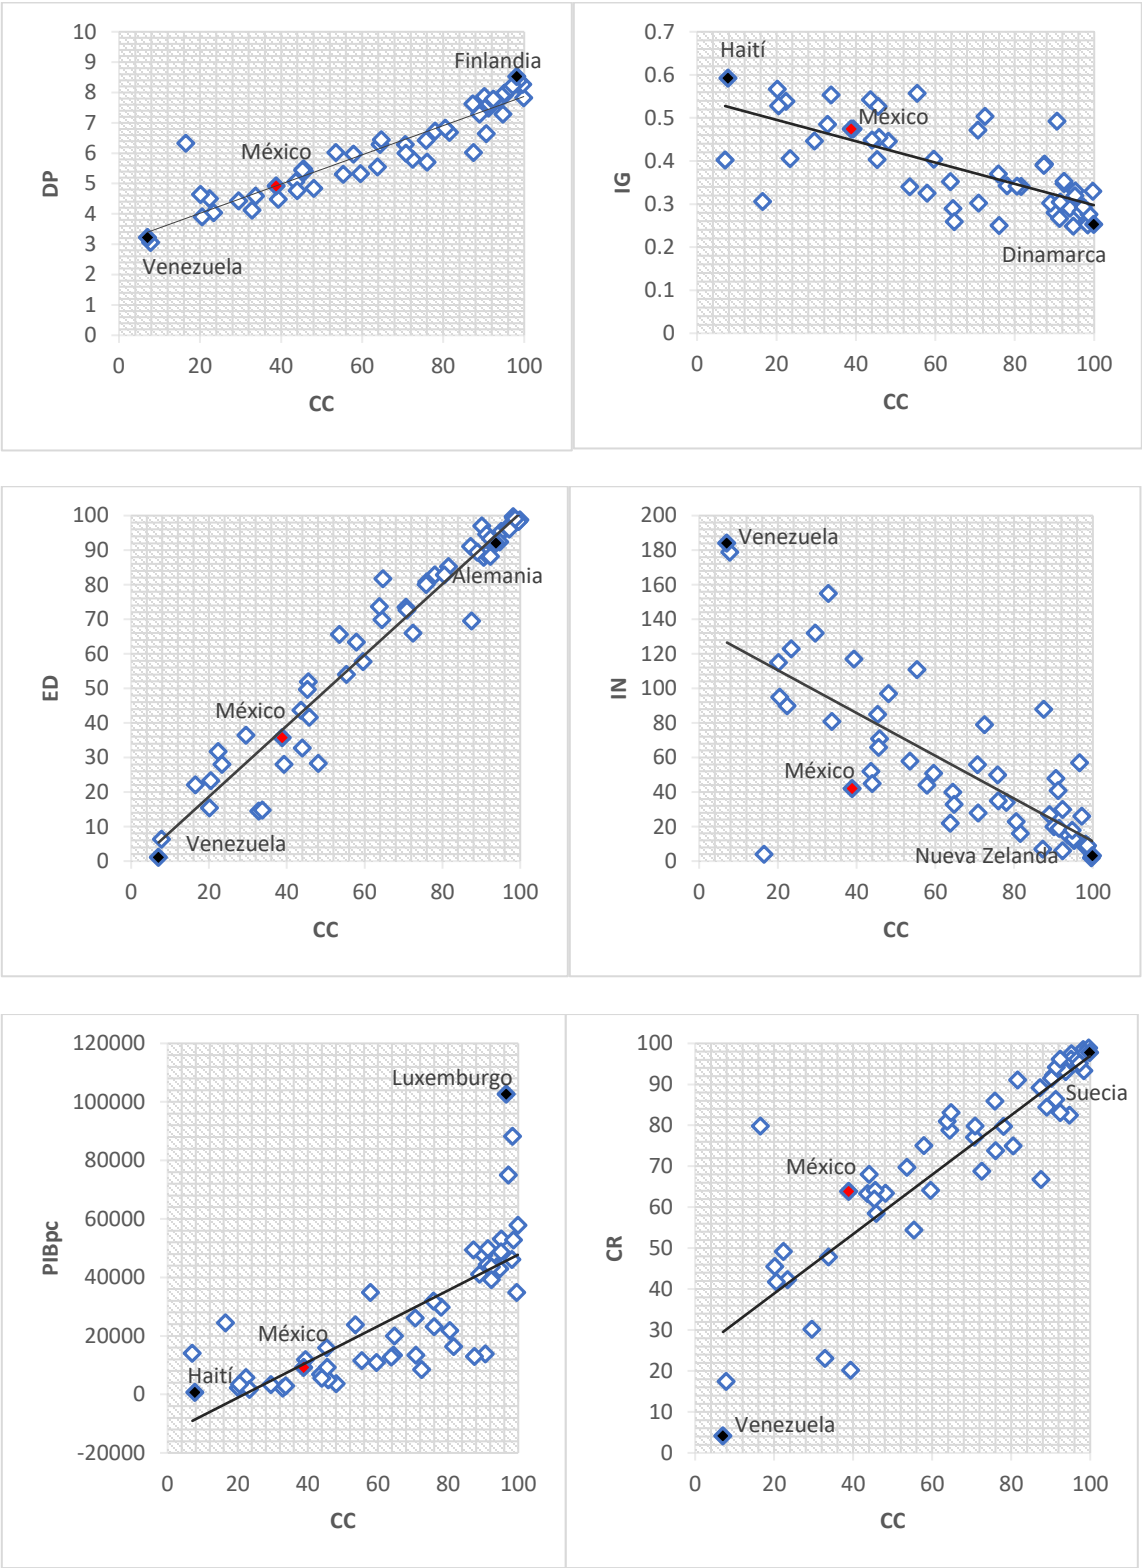 10
9
8
7
6
5
4
3
2
1
0
DP
Finlandia
México
Venezuela
0 20 40 60 80 100
CC
0.7
0.6
0.5
0.4
0.3
0.2
0.1
0
IG
Haití
México
Dinamarca
0 20 40 60 80 100
CC
100
90
80
70
60
50
40
30
20
10
0
ED
Alemania
México
Venezuela
0 20 40 60 80 100
CC
200
180
160
140
120
100
80
60
40
20
0
IN
Venezuela
México
Nueva Zelanda
0 20 40 60 80 100
CC
120000
100000
80000
60000
40000
20000
0
-20000
PIBpc
Luxemburgo
México
Haití
0 20 40 60 80 100
CC
100
90
80
70
60
50
40
30
20
10
0
CR
Suecia
México
Venezuela
0 20 40 60 80 100
CC